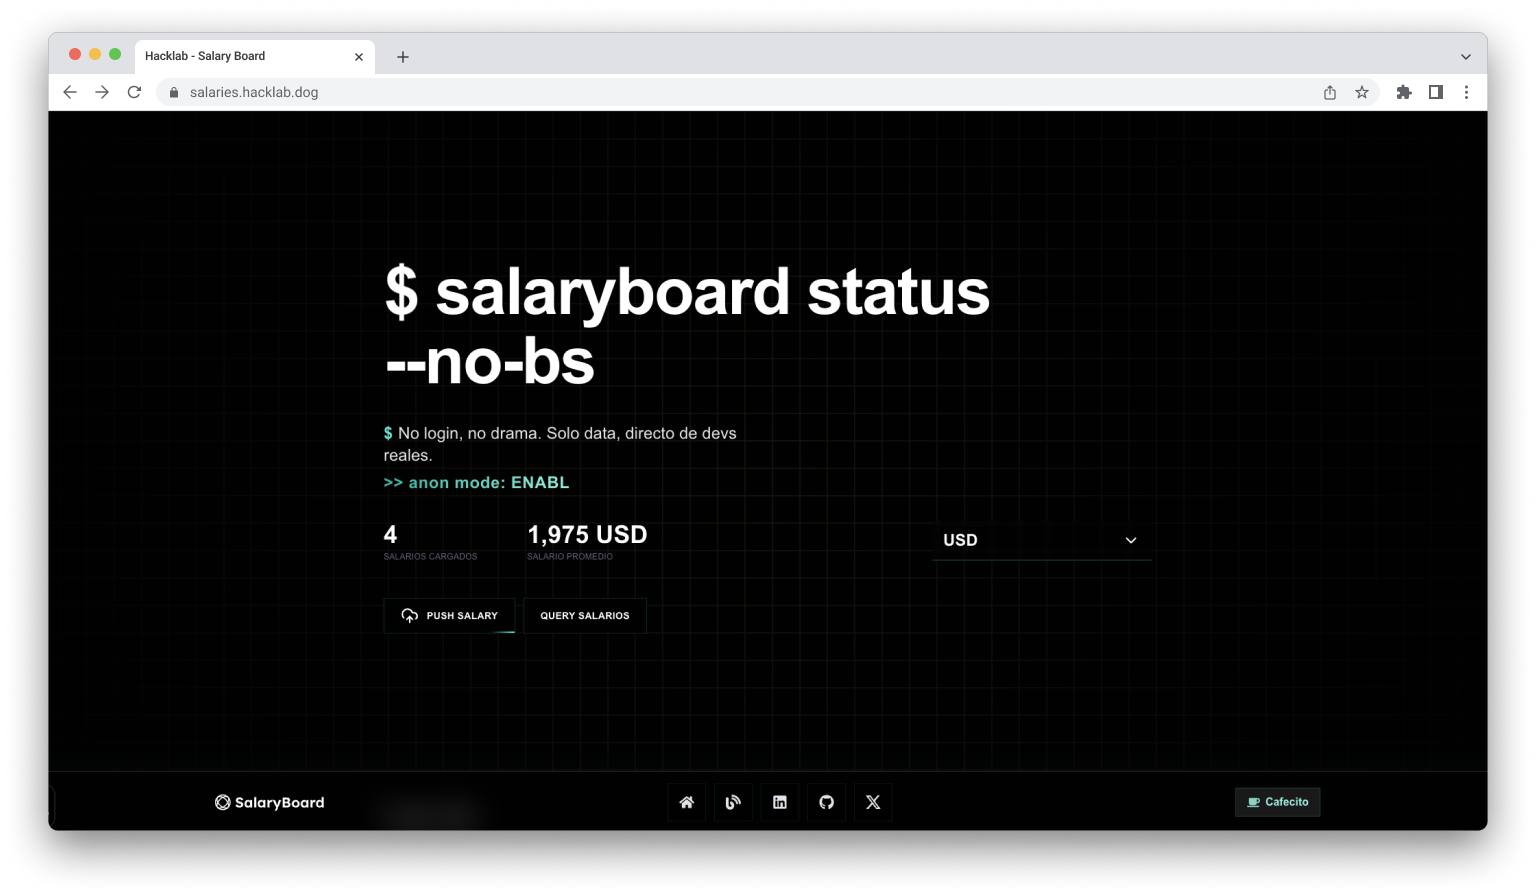 Hacklab - Salary Board
salaries.hacklab.dog
$ salaryboard status
--no-bs
$ No login, no drama. Solo data, directo de devs
reales.
>> anon mode: ENABL
4
SALARIOS CARGADOS
1,975 USD
SALARIO PROMEDIO
USD
PUSH SALARY
QUERY SALARIOS
SalaryBoard
Cafecito